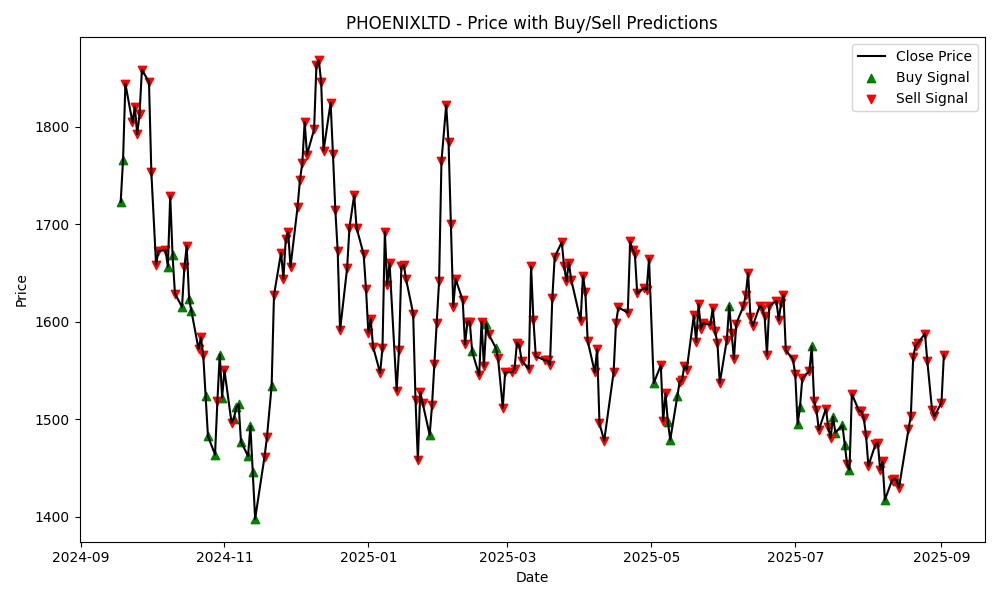 PHOENIXLTD - Price with Buy/Sell Predictions
Close Price
Buy Signal
Sell Signal
Price
1800
1700
1600
1500
1400
2024-09
2024-11
2025-01
2025-03
2025-05
2025-07
2025-09
Date